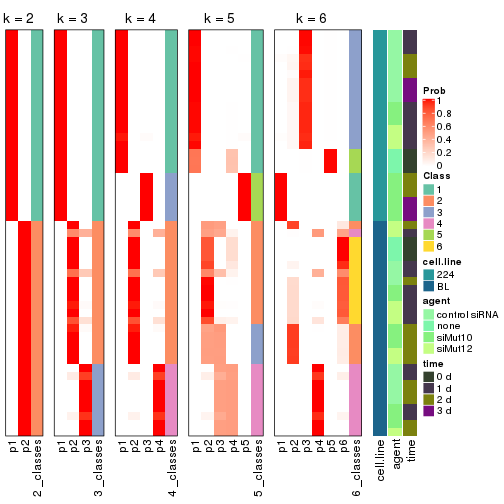 k = 2
k = 3
k = 4
k = 5
k = 6
p1
p2
2_classes
p1
p2
p3
3_classes
p1
p2
p3
p4
4_classes
p1
p2
p3
p4
p5
5_classes
p1
p2
p3
p4
p5
p6
6_classes
cell.line
agent
time
Prob
1
0.8
0.6
0.4
0.2
0
Class
1
2
3
4
5
6
cell.line
224
BL
agent
controlsiRNA
none
siMut10
siMut12
time
0 d
1 d
2 d
3 d